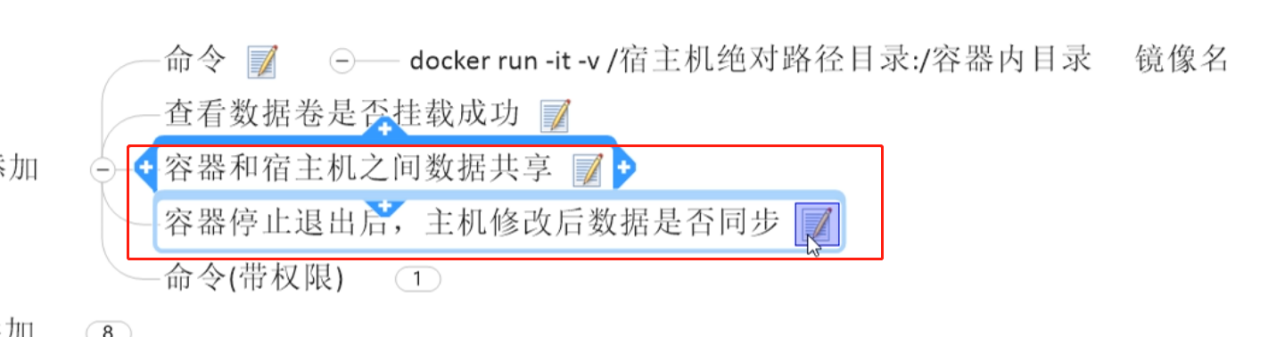 命令 docker run -it -v /宿主机绝对路径目录:/容器内目录 镜像名
查看数据卷是否挂载成功
添加
容器和宿主机之间数据共享
容器停止退出后，主机修改后数据是否同步
命令(带权限) 1
加 8